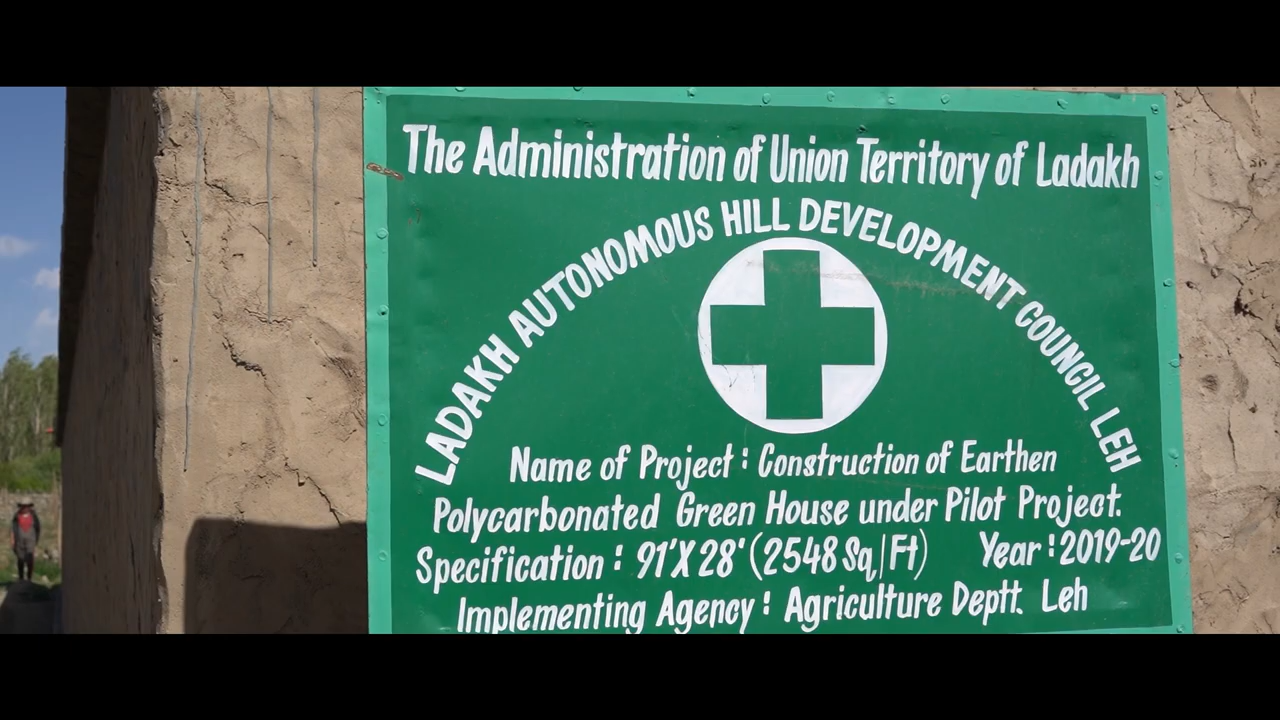 The Administration of Union Territory of Ladakh
LADAKH AUTONOMOUS HILL DEVELOPMENT COUNCIL LEH
Name of Project : Construction of Earthen
Polycarbonated Green House under Pilot Project.
Specification : 91'X28' (2548 Sq|Ft) Year : 2019-20
Implementing Agency : Agriculture Deptt. Leh